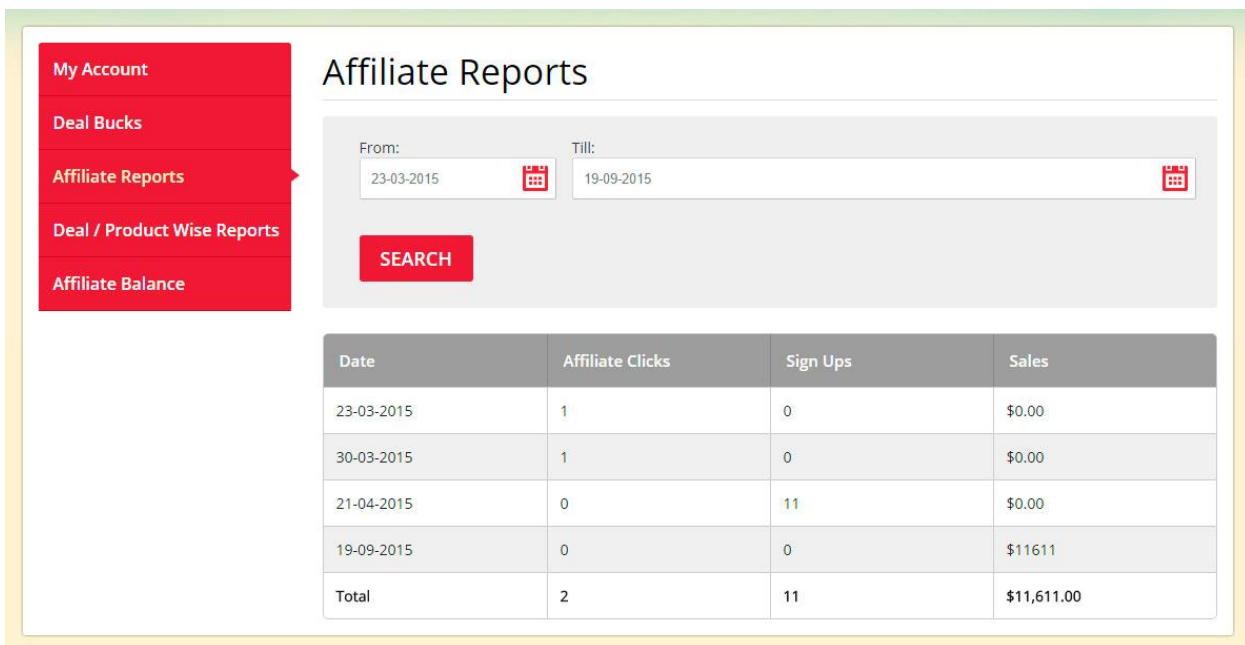 My Account
Deal Bucks
Affiliate Reports
Deal / Product Wise Reports
Affiliate Balance
Affiliate Reports
From: Till:
23-03-2015 19-09-2015
SEARCH
Date Affiliate Clicks Sign Ups Sales
23-03-2015 1 0 $0.00
30-03-2015 1 0 $0.00
21-04-2015 0 11 $0.00
19-09-2015 0 0 $11611
Total 2 11 $11,611.00